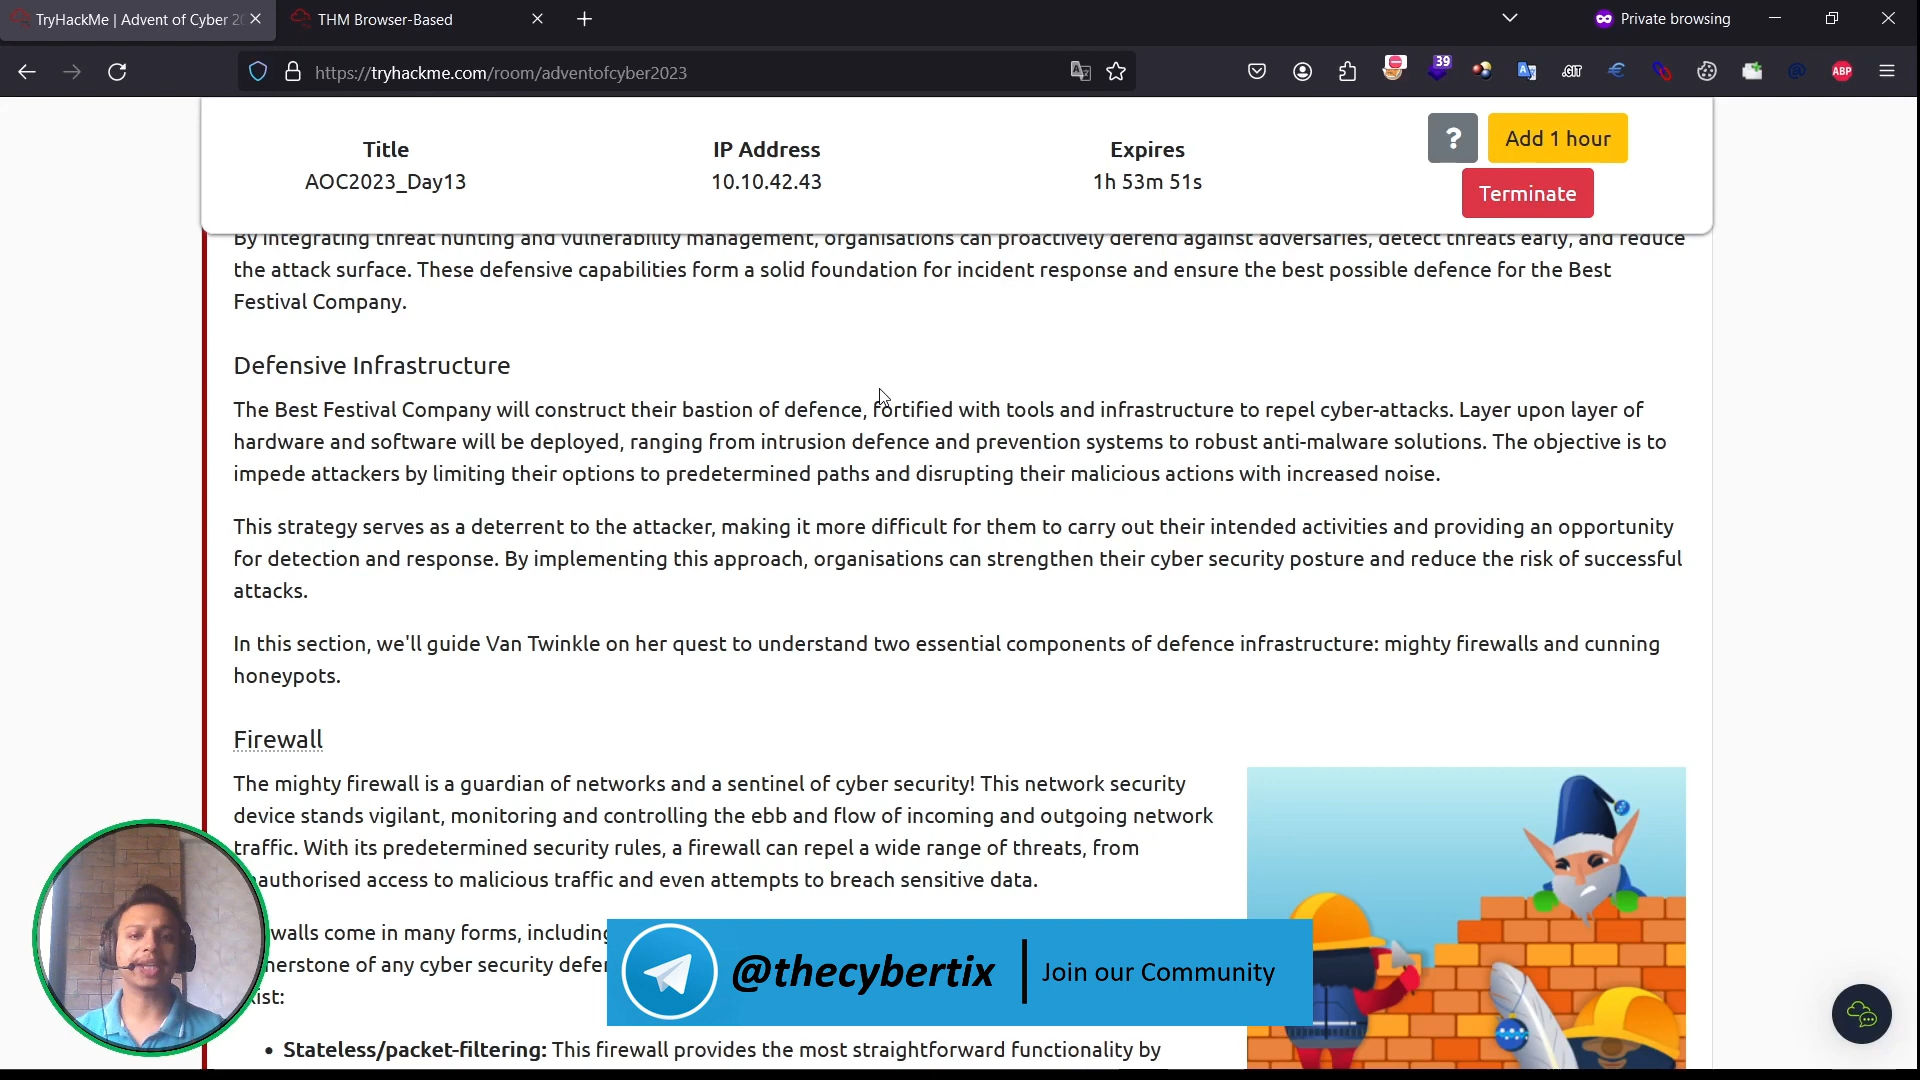 TryHackMe | Advent of Cyber 20
THM Browser-Based
Private browsing
https://tryhackme.com/room/adventofcyber2023
39
.GIT
ABP
Title
IP Address
Expires
?
Add 1 hour
AOC2023_Day13
10.10.42.43
1h 53m 51s
Terminate
By integrating threat hunting and vulnerability management, organisations can proactively defend against adversaries, detect threats early, and reduce
the attack surface. These defensive capabilities form a solid foundation for incident response and ensure the best possible defence for the Best
Festival Company.
Defensive Infrastructure
The Best Festival Company will construct their bastion of defence, fortified with tools and infrastructure to repel cyber-attacks. Layer upon layer of
hardware and software will be deployed, ranging from intrusion defence and prevention systems to robust anti-malware solutions. The objective is to
impede attackers by limiting their options to predetermined paths and disrupting their malicious actions with increased noise.
This strategy serves as a deterrent to the attacker, making it more difficult for them to carry out their intended activities and providing an opportunity
for detection and response. By implementing this approach, organisations can strengthen their cyber security posture and reduce the risk of successful
attacks.
In this section, we'll guide Van Twinkle on her quest to understand two essential components of defence infrastructure: mighty firewalls and cunning
honeypots.
Firewall
The mighty firewall is a guardian of networks and a sentinel of cyber security! This network security
device stands vigilant, monitoring and controlling the ebb and flow of incoming and outgoing network
traffic. With its predetermined security rules, a firewall can repel a wide range of threats, from
authorised access to malicious traffic and even attempts to breach sensitive data.
walls come in many forms, including
nerstone of any cyber security defen
ist:
@thecybertix
Join our Community
• Stateless/packet-filtering: This firewall provides the most straightforward functionality by